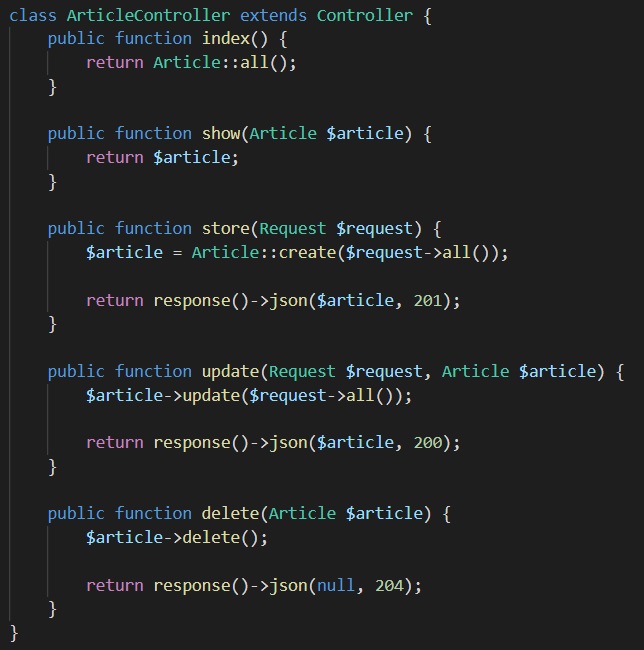 class ArticleController extends Controller {
    public function index() {
        return Article::all();
    }

    public function show(Article $article) {
        return $article;
    }

    public function store(Request $request) {
        $article = Article::create($request->all());

        return response()->json($article, 201);
    }

    public function update(Request $request, Article $article) {
        $article->update($request->all());

        return response()->json($article, 200);
    }

    public function delete(Article $article) {
        $article->delete();

        return response()->json(null, 204);
    }
}